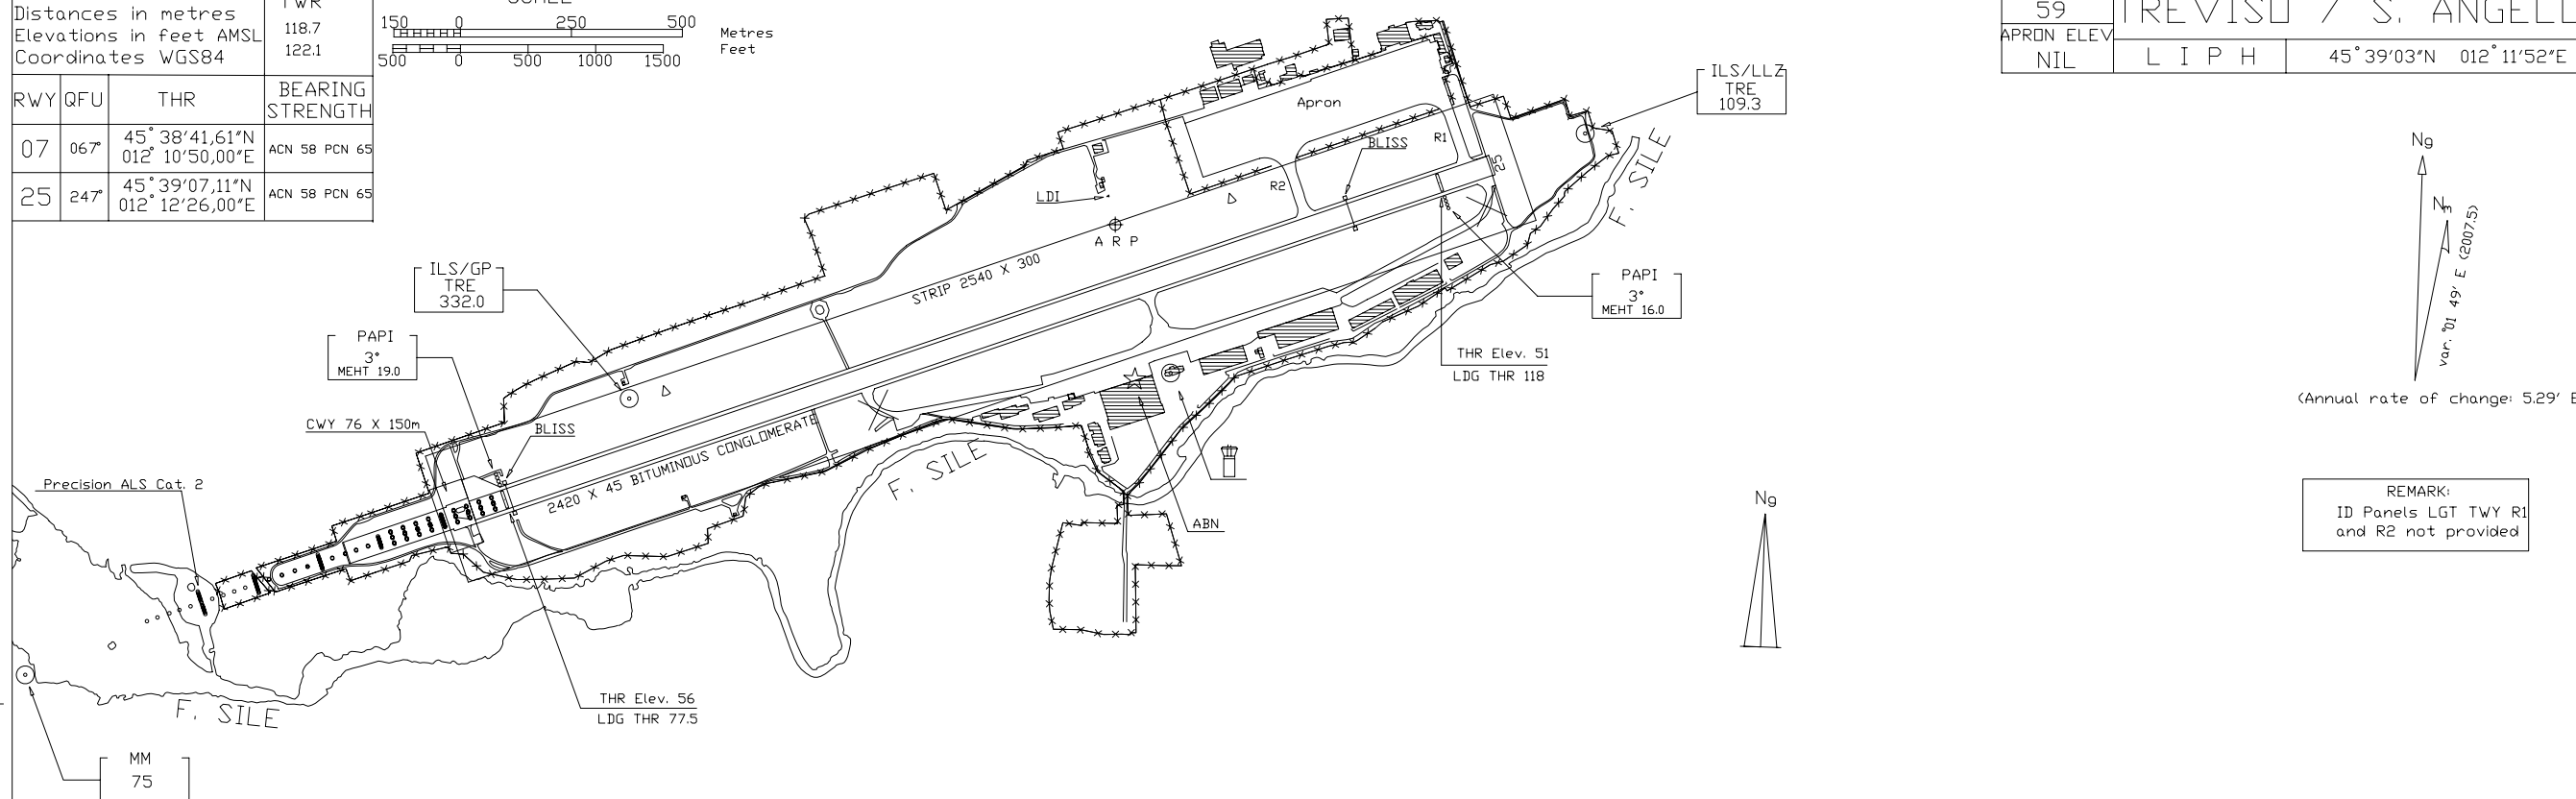 Distances in metres
Elevations in feet AMSL
Coordinates WGS84
TWR
118.7
122.1
RWY QFU THR BEARING STRENGTH
07 067° 45°38'41,61"N 012°10'50,00"E ACN 58 PCN 65
25 247° 45°39'07,11"N 012°12'26,00"E ACN 58 PCN 65
150 0 250 500 Metres
500 0 500 1000 1500 Feet
59
TREVISO / S. ANGELO
APRON ELEV
NIL
L I P H
45°39'03"N 012°11'52"E
ILS/LLZ
TRE
109.3
Apron
BLISS
R1
25
R2
LDI
A R P
F. SILE
STRIP 2540 X 300
ILS/GP
TRE
332.0
PAPI
3°
MEHT 16.0
PAPI
3°
MEHT 19.0
THR Elev. 51
LDG THR 118
CWY 76 X 150m
BLISS
2420 X 45 BITUMINOUS CONGLOMERATE
F. SILE
Precision ALS Cat. 2
ABN
THR Elev. 56
LDG THR 77.5
F. SILE
MM
75
Ng
Ng
Nm
var. °01 49' E (2007.5)
(Annual rate of change: 5.29' E
REMARK:
ID Panels LGT TWY R1
and R2 not provided